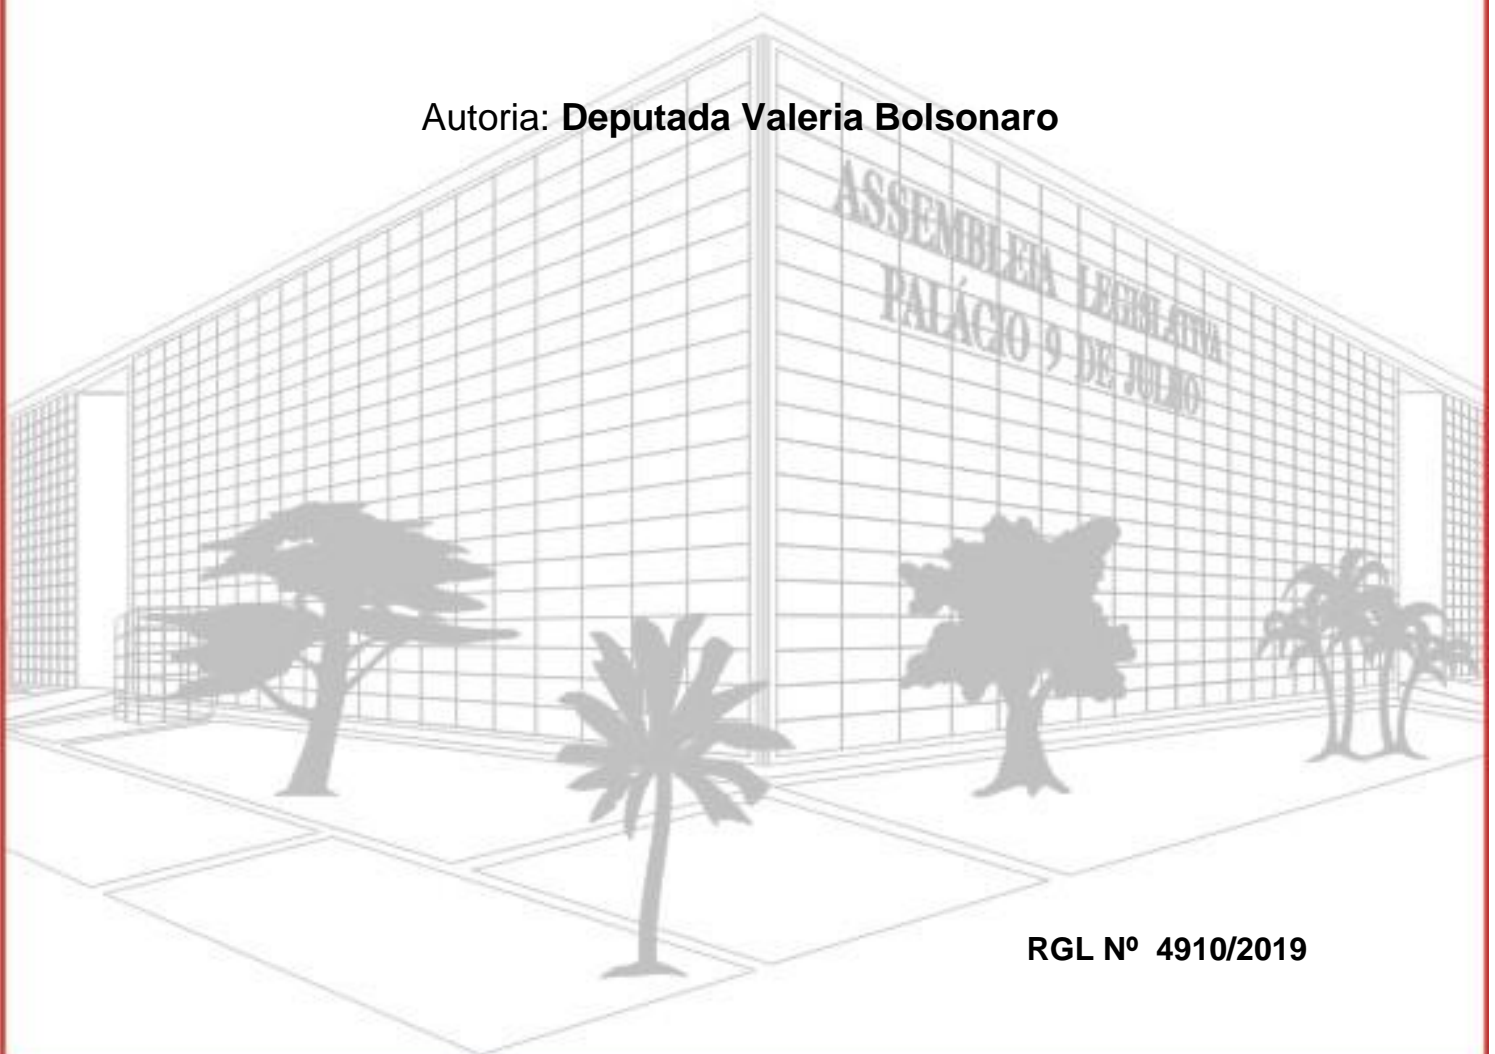 Autoria: Deputada Valeria Bolsonaro
ASSEMBLEIA LEGISLATIVA
PALÁCIO 9 DE JULHO
RGL Nº 4910/2019